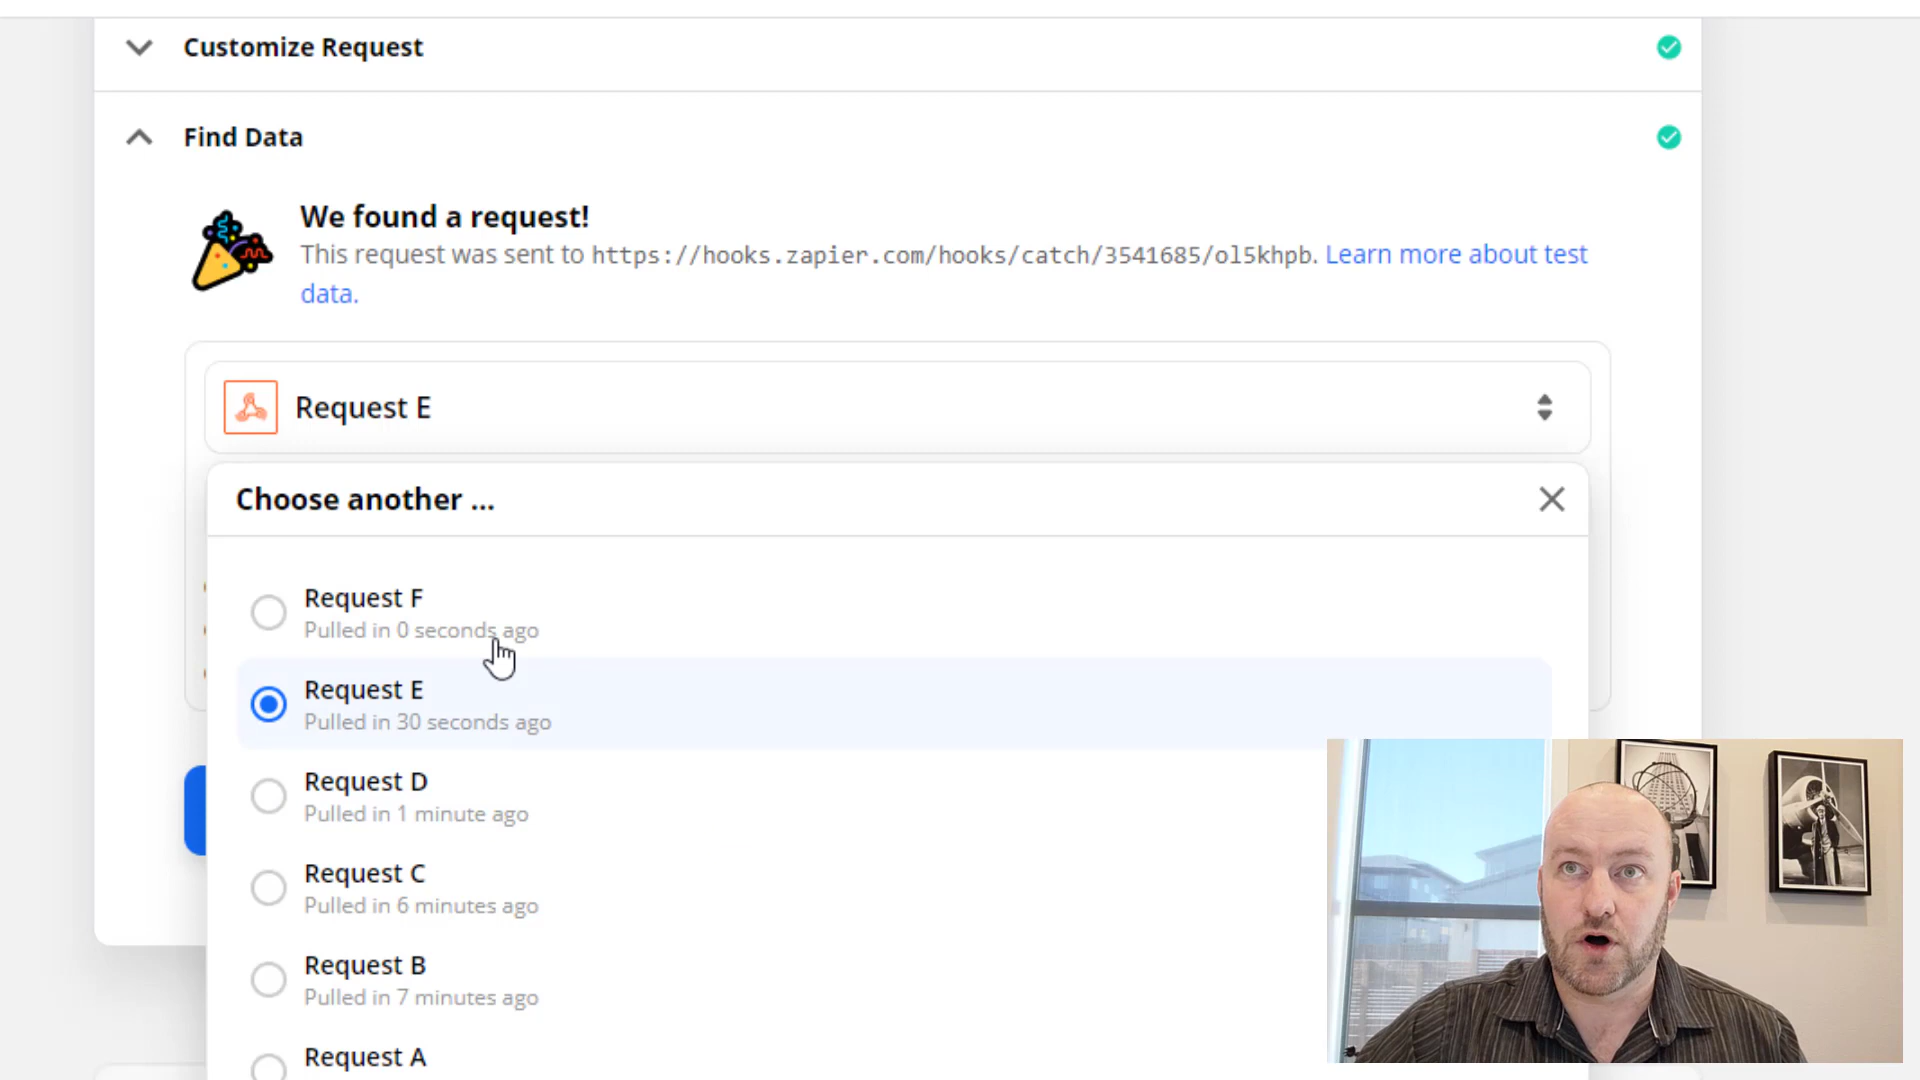 Customize Request
Find Data
We found a request!
This request was sent to https://hooks.zapier.com/hooks/catch/3541685/ol5khpb. Learn more about test
data.
Request E
Choose another ...
Request F
Pulled in 0 seconds ago
Request E
Pulled in 30 seconds ago
Request D
Pulled in 1 minute ago
Request C
Pulled in 6 minutes ago
Request B
Pulled in 7 minutes ago
Request A